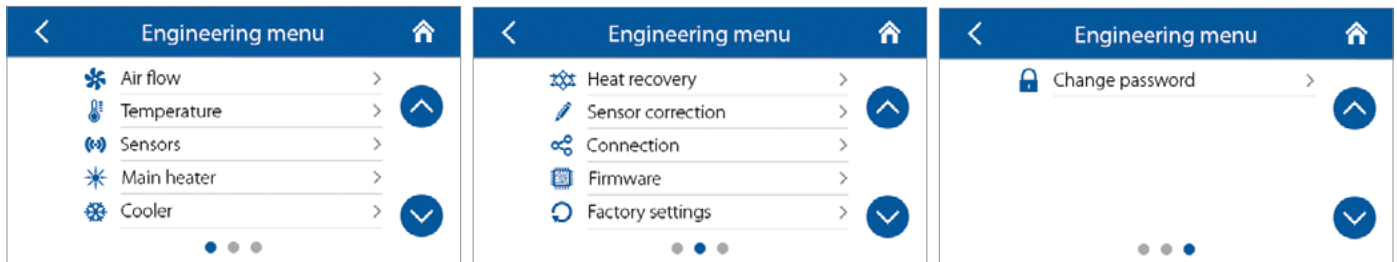 Engineering menu
Air flow
Temperature
Sensors
Main heater
Cooler
Engineering menu
Heat recovery
Sensor correction
Connection
Firmware
Factory settings
Engineering menu
Change password